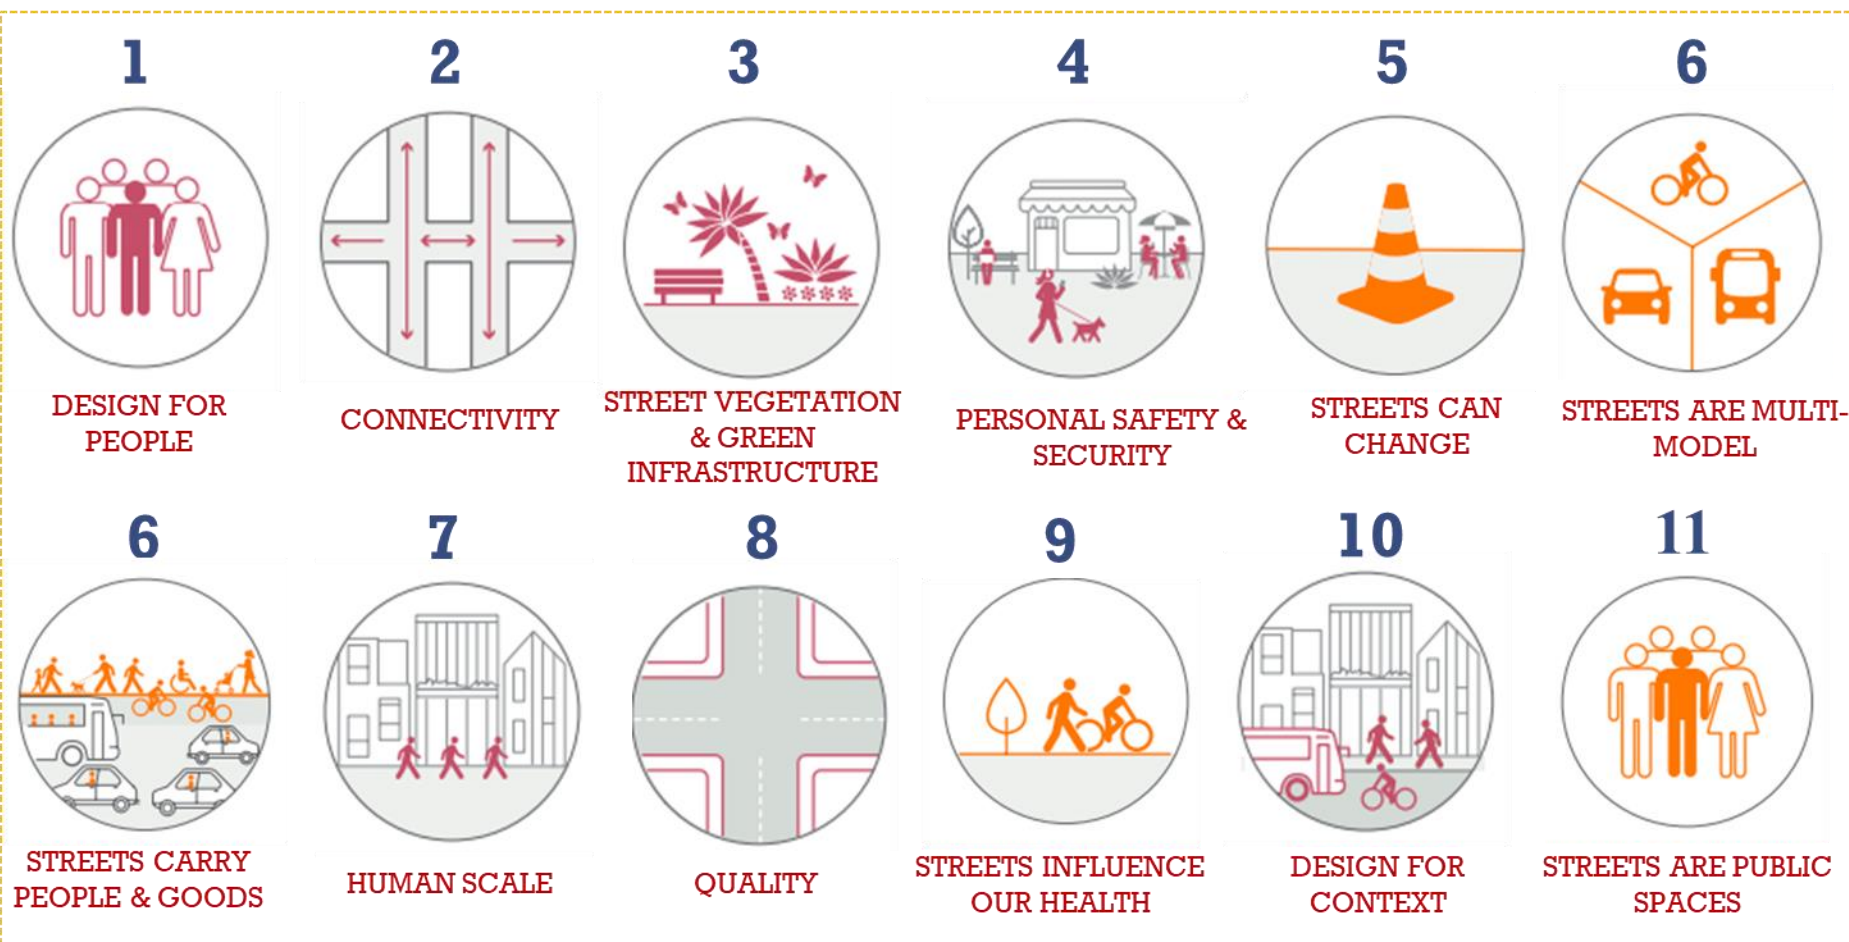 1
2
3
4
5
6
DESIGN FOR
PEOPLE
CONNECTIVITY
STREET VEGETATION
& GREEN
INFRASTRUCTURE
PERSONAL SAFETY &
SECURITY
STREETS CAN
CHANGE
STREETS ARE MULTI-
MODEL
6
7
8
9
10
11
STREETS CARRY
PEOPLE & GOODS
HUMAN SCALE
QUALITY
STREETS INFLUENCE
OUR HEALTH
DESIGN FOR
CONTEXT
STREETS ARE PUBLIC
SPACES